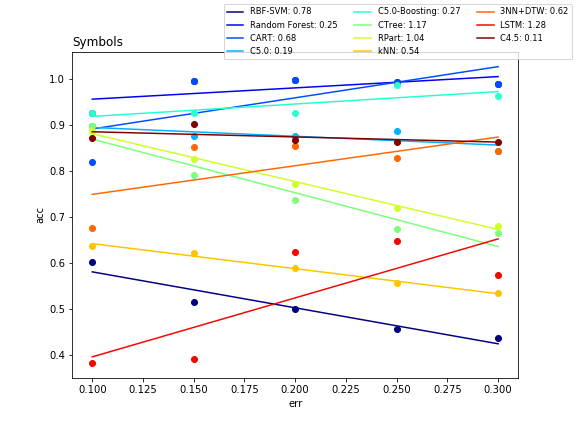 RBF-SVM: 0.78
Random Forest: 0.25
CART: 0.68
C5.0: 0.19
C5.0-Boosting: 0.27
CTree: 1.17
RPart: 1.04
kNN: 0.54
3NN+DTW: 0.62
LSTM: 1.28
C4.5: 0.11
Symbols
1.0
0.9
0.8
0.7
0.6
0.5
0.4
acc
0.100 0.125 0.150 0.175 0.200 0.225 0.250 0.275 0.300
err